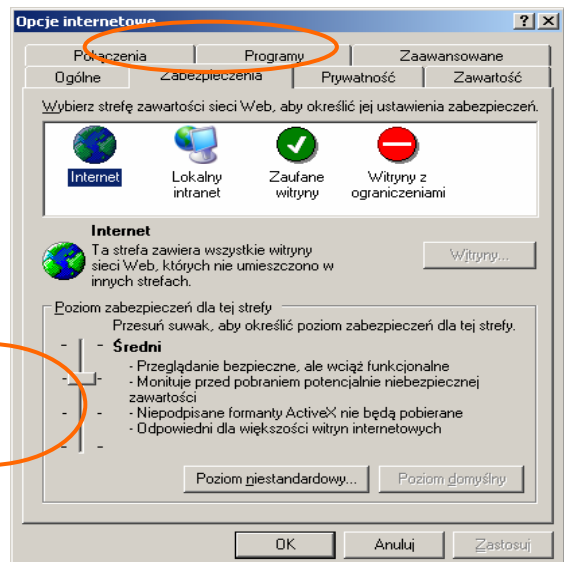 Opcje internetowe
Połączenia Programy Zaawansowane
Ogólne Zabezpieczenia Prywatność Zawartość
Wybierz strefę zawartości sieci Web, aby określić jej ustawienia zabezpieczeń.
Internet
Lokalny intranet
Zaufane witryny
Witryny z ograniczeniami
Internet
Ta strefa zawiera wszystkie witryny
sieci Web, których nie umieszczono w
innych strefach.
Witryny...
Poziom zabezpieczeń dla tej strefy
Przesuń suwak, aby określić poziom zabezpieczeń dla tej strefy.
Średni
- Przeglądanie bezpieczne, ale wciąż funkcjonalne
- Monituje przed pobraniem potencjalnie niebezpiecznej
zawartości
- Niepodpisane formanty ActiveX nie będą pobierane
- Odpowiedni dla większości witryn internetowych
Poziom niestandardowy... Poziom domyślny
OK Anuluj Zastosuj